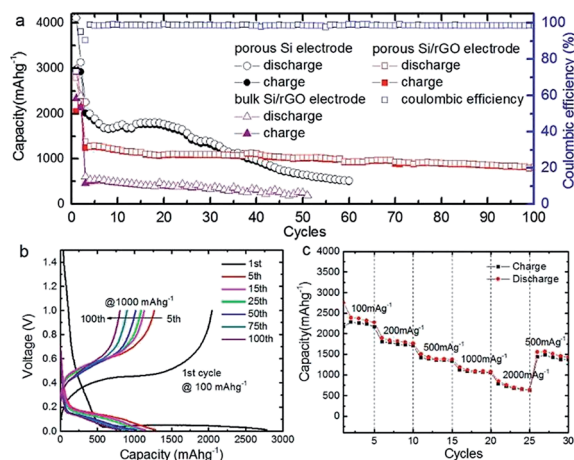 a
4000
3000
2000
1000
0
Capacity(mAhg-1)
porous Si electrode
discharge
charge
bulk Si/rGO electrode
discharge
charge
porous Si/rGO electrode
discharge
charge
coulombic efficiency
100
80
60
40
20
0
Coulombic efficiency (%)
0 10 20 30 40 50 60 70 80 90 100
Cycles
b
1.4
1.2
1.0
0.8
0.6
0.4
0.2
0.0
Voltage (V)
@1000 mAhg-1
100th
5th
1st cycle
@ 100 mAhg-1
1st
5th
15th
25th
50th
75th
100th
0 500 1000 1500 2000 2500 3000
Capacity (mAhg-1)
c
4000
3500
3000
2500
2000
1500
1000
500
0
Capacity(mAhg-1)
Charge
Discharge
100mAg-1
200mAg-1
500mAg-1
1000mAg-1
2000mAg-1
500mAg-1
5 10 15 20 25 30
Cycles